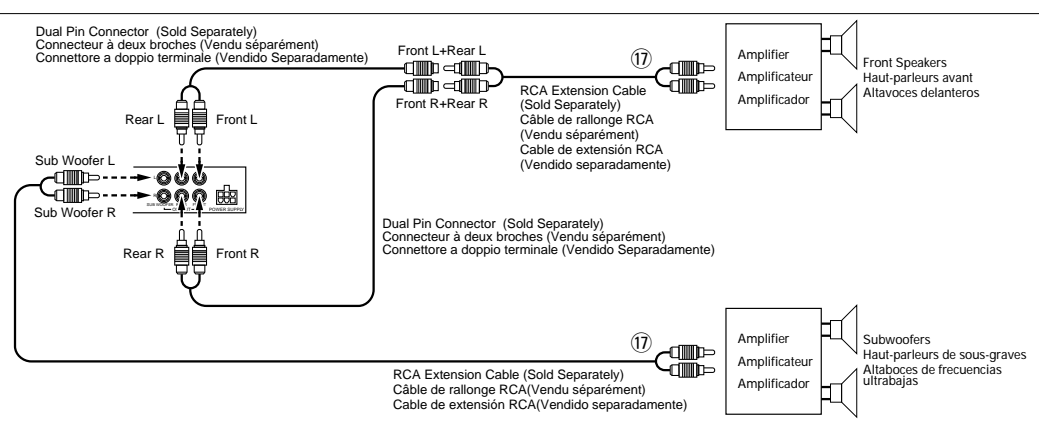 Dual Pin Connector (Sold Separately)
Connecteur à deux broches (Vendu séparément)
Connettore a doppio terminale (Vendido Separadamente)
Front L+Rear L
Front R+Rear R
⑰
RCA Extension Cable
(Sold Separately)
Câble de rallonge RCA
(Vendu séparément)
Cable de extensión RCA
(Vendido separadamente)
Amplifier
Amplificateur
Amplificador
Front Speakers
Haut-parleurs avant
Altavoces delanteros
Rear L
Front L
Sub Woofer L
Sub Woofer R
SUB WOOFER
POWER SUPPLY
Rear R
Front R
Dual Pin Connector (Sold Separately)
Connecteur à deux broches (Vendu séparément)
Connettore a doppio terminale (Vendido Separadamente)
⑰
RCA Extension Cable (Sold Separately)
Câble de rallonge RCA(Vendu séparément)
Cable de extensión RCA(Vendido separadamente)
Amplifier
Amplificateur
Amplificador
Subwoofers
Haut-parleurs de sous-graves
Altaboces de frecuencias
ultrabajas